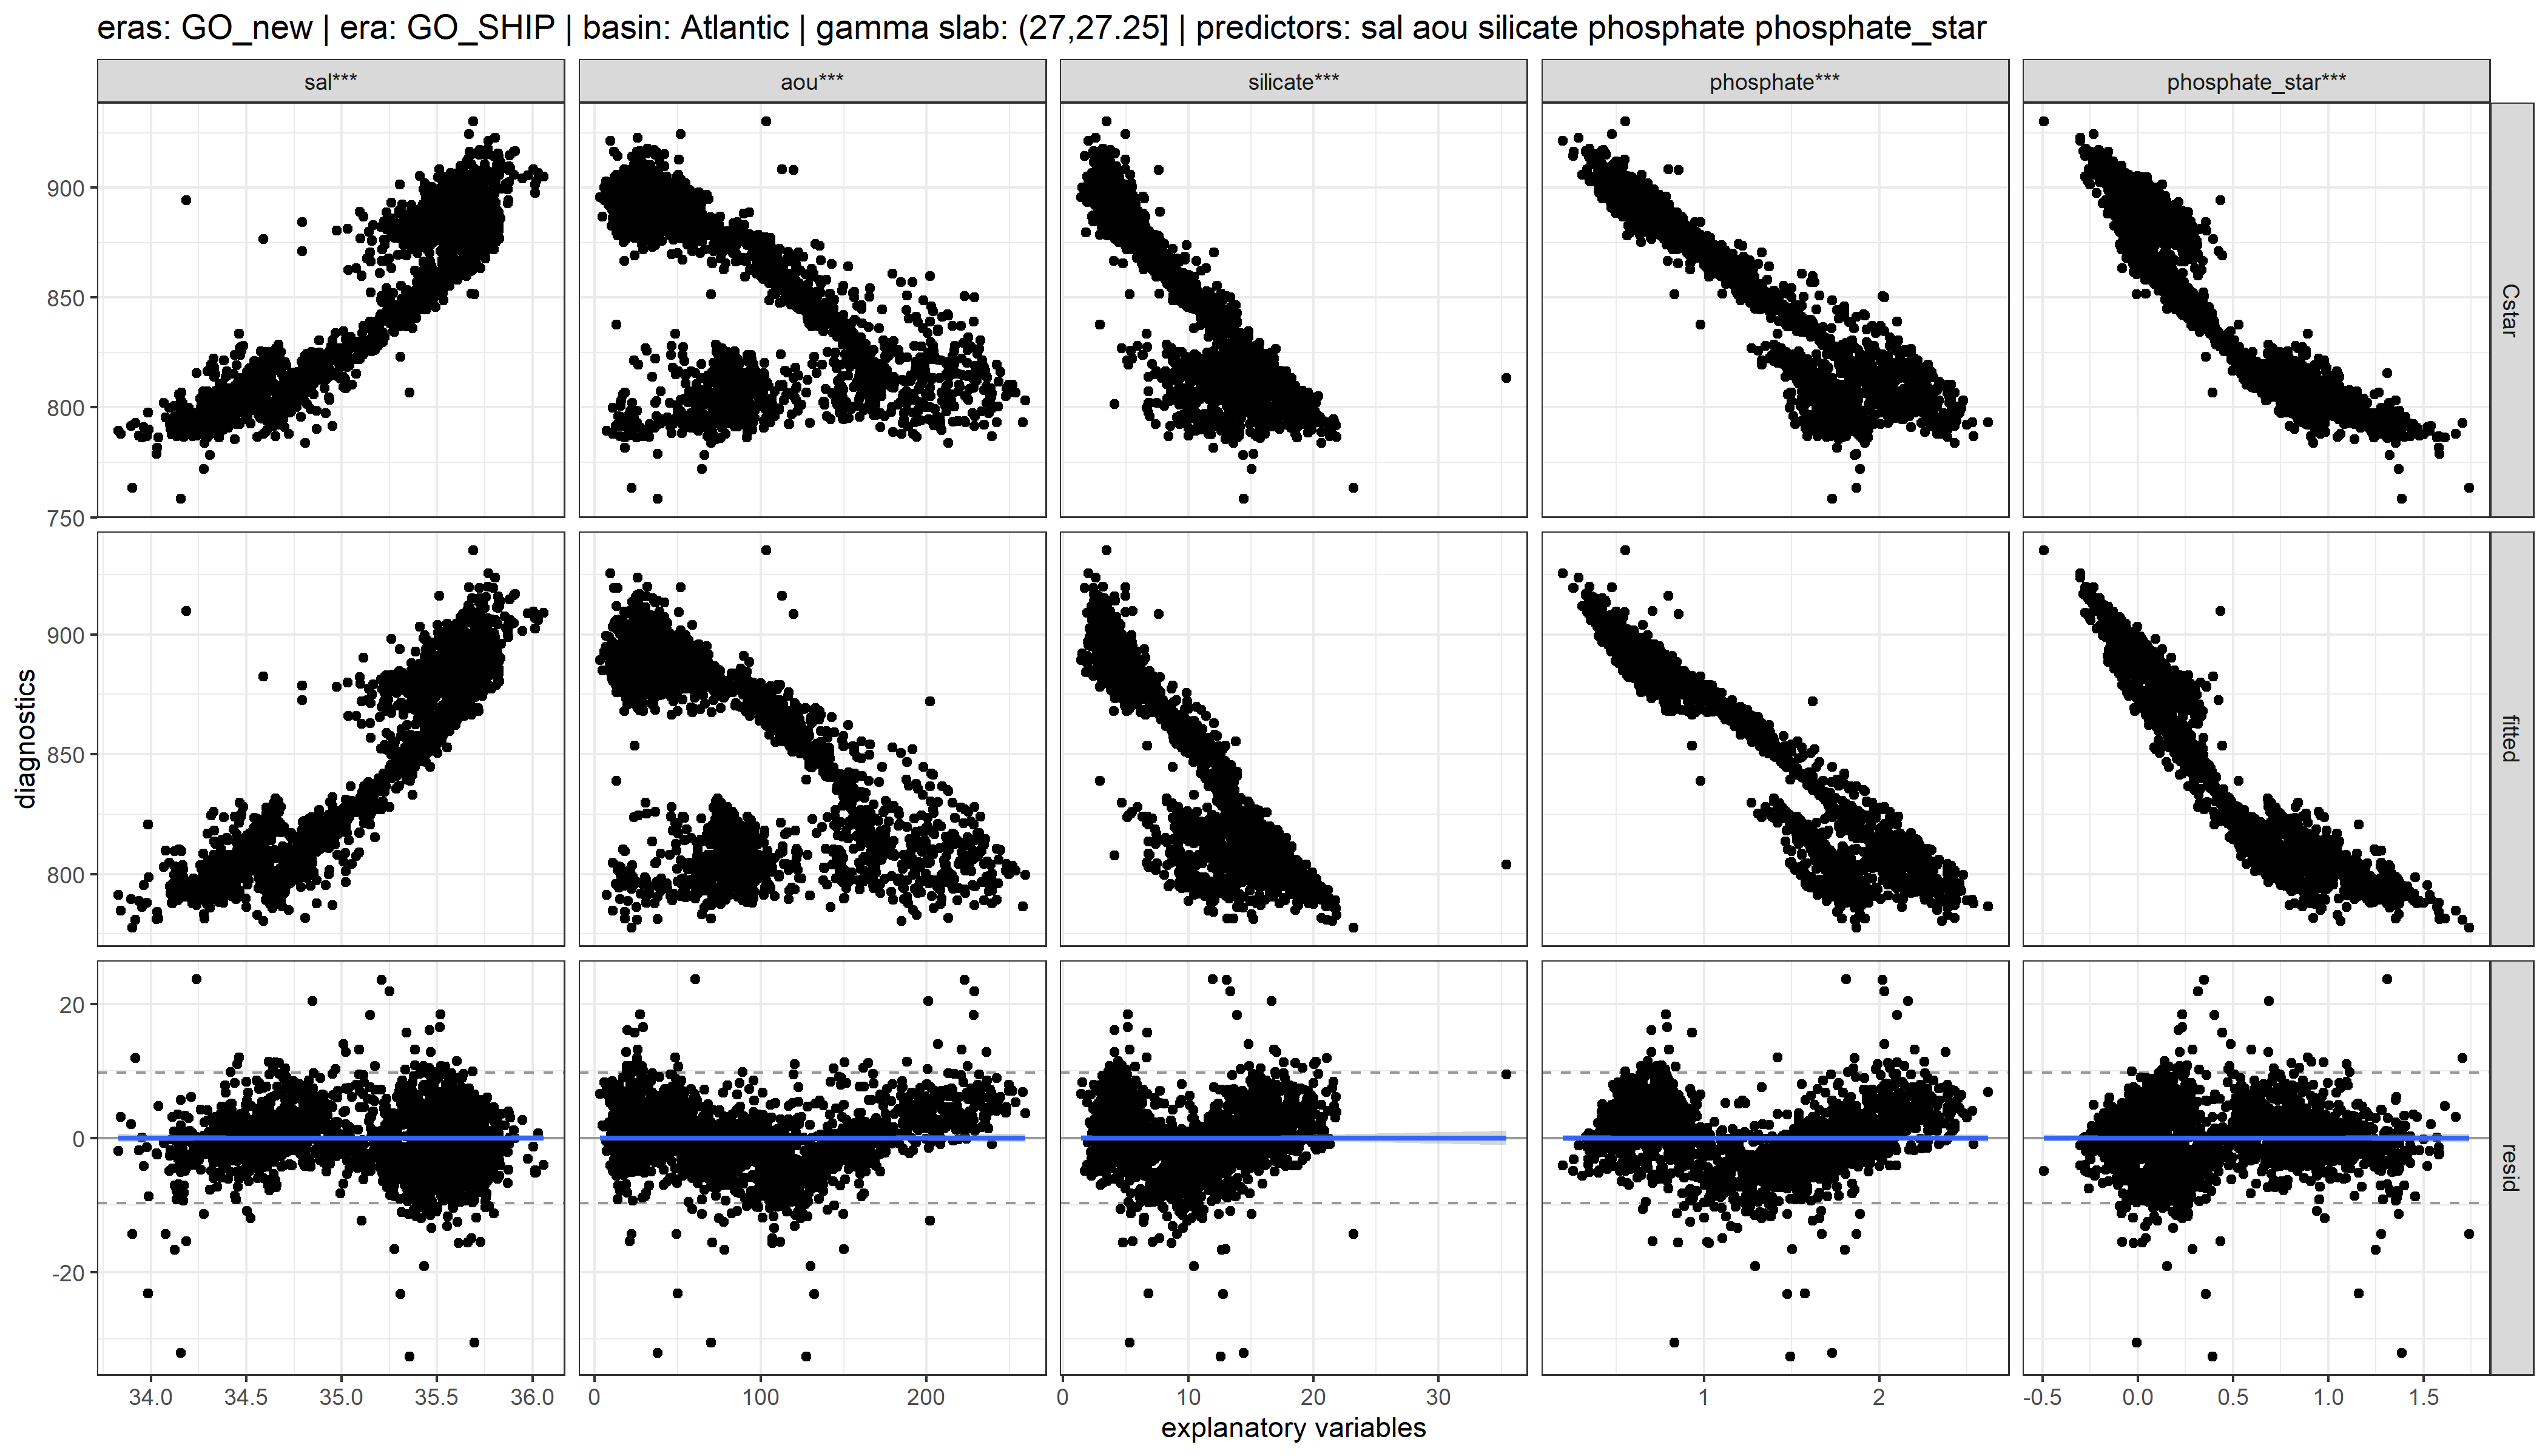 eras: GO_new | era: GO_SHIP | basin: Atlantic | gamma slab: (27,27.25] | predictors: sal aou silicate phosphate phosphate_star
sal*** aou*** silicate*** phosphate*** phosphate_star***
900
850
800
750
Cstar
900
850
800
fitted
diagnostics
20
0
-20
resid
34.0 34.5 35.0 35.5 36.0 0 100 200 0 10 20 30 1 2 -0.5 0.0 0.5 1.0 1.5
explanatory variables